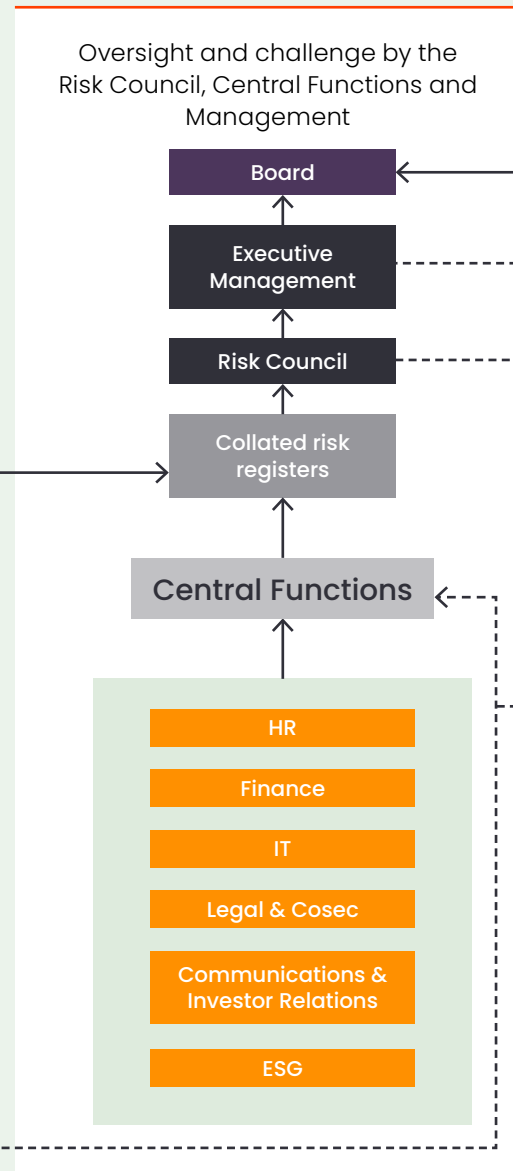 Oversight and challenge by the
Risk Council, Central Functions and
Management
Board
Executive
Management
Risk Council
Collated risk
registers
Central Functions
HR
Finance
IT
Legal & Cosec
Communications &
Investor Relations
ESG